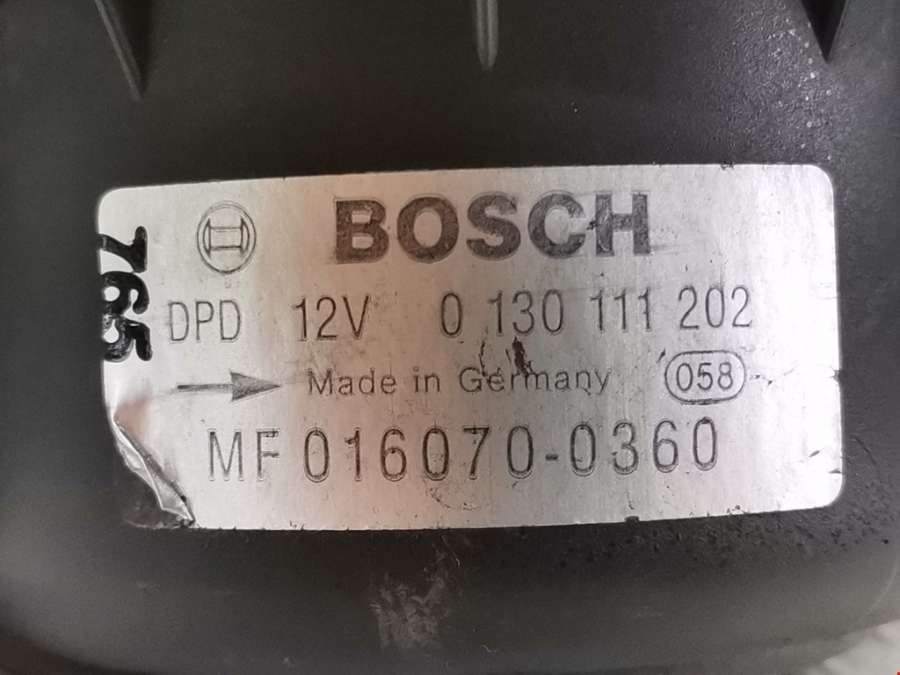 BOSCH
DPD 12V 0 130 111 202
Made in Germany 058
MF 016070-0360
765